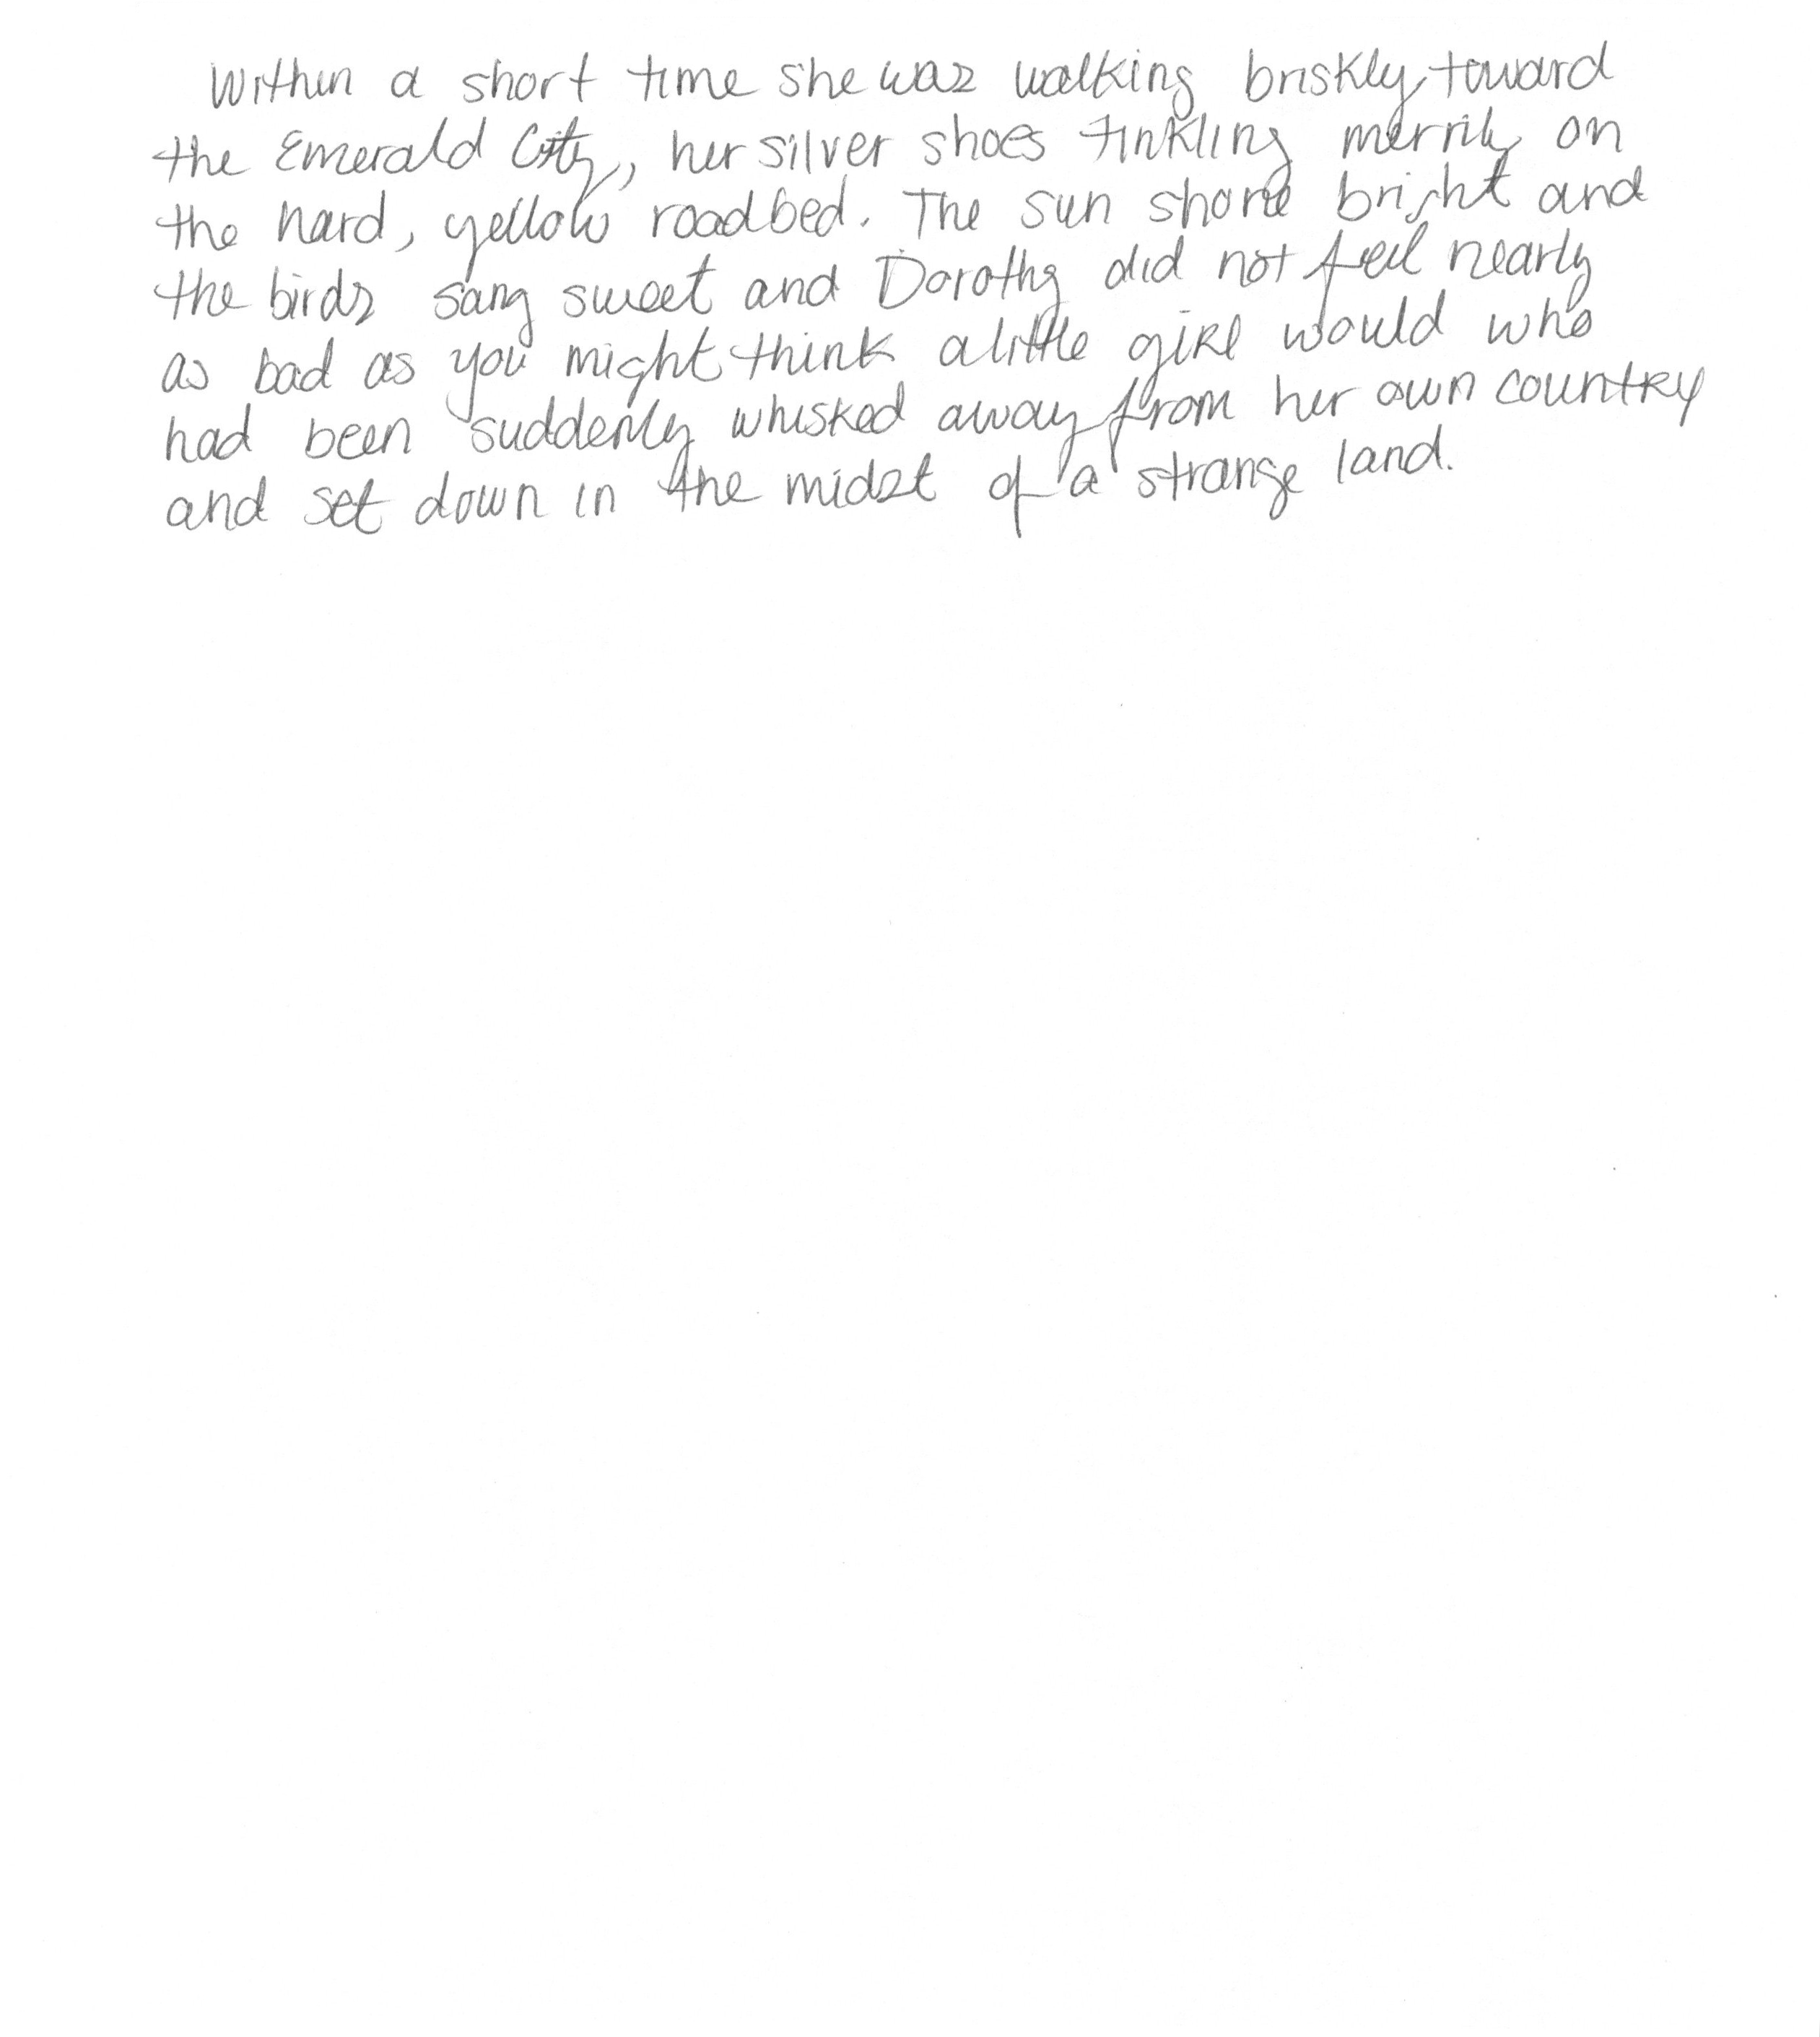 Within a short time she was walking briskly toward
the Emerald City, her silver shoes tinkling merrily on
the hard, yellow roadbed. The sun shone bright and
the birds sang sweet and Dorothy did not feel nearly
as bad as you might think a little girl would who
had been suddenly whisked away from her own country
and set down in the midst of a strange land.